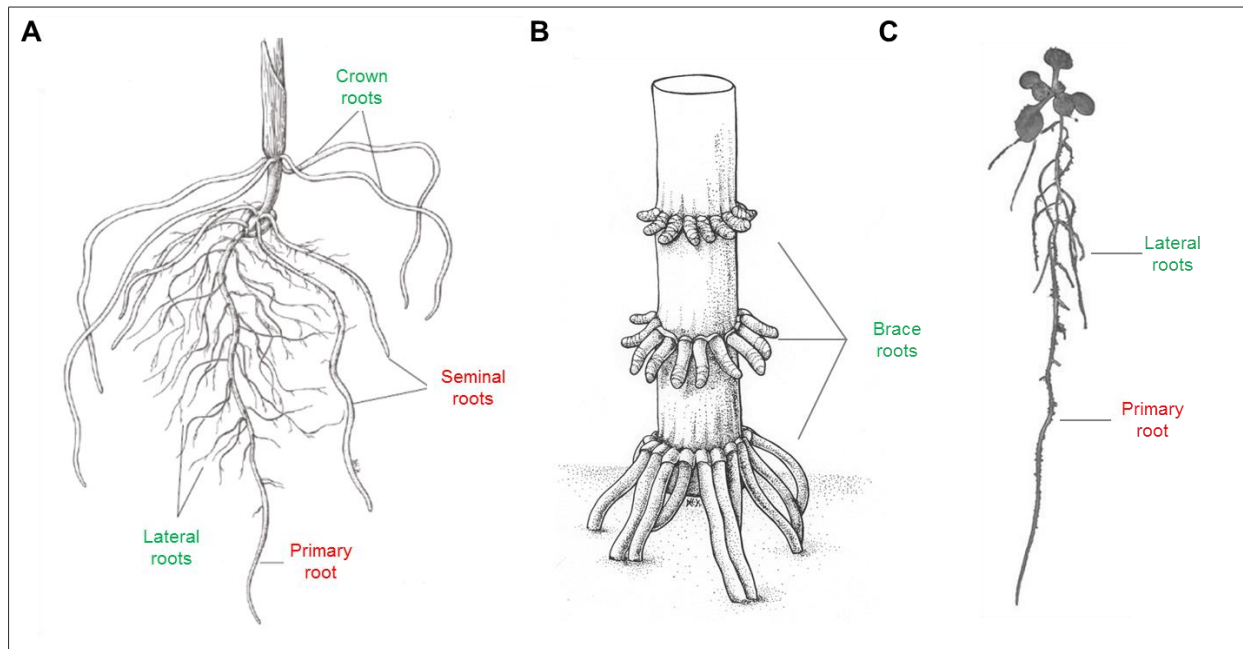 A
B
C
Crown
roots
Seminal
roots
Lateral
roots
Primary
root
Brace
roots
Lateral
roots
Primary
root